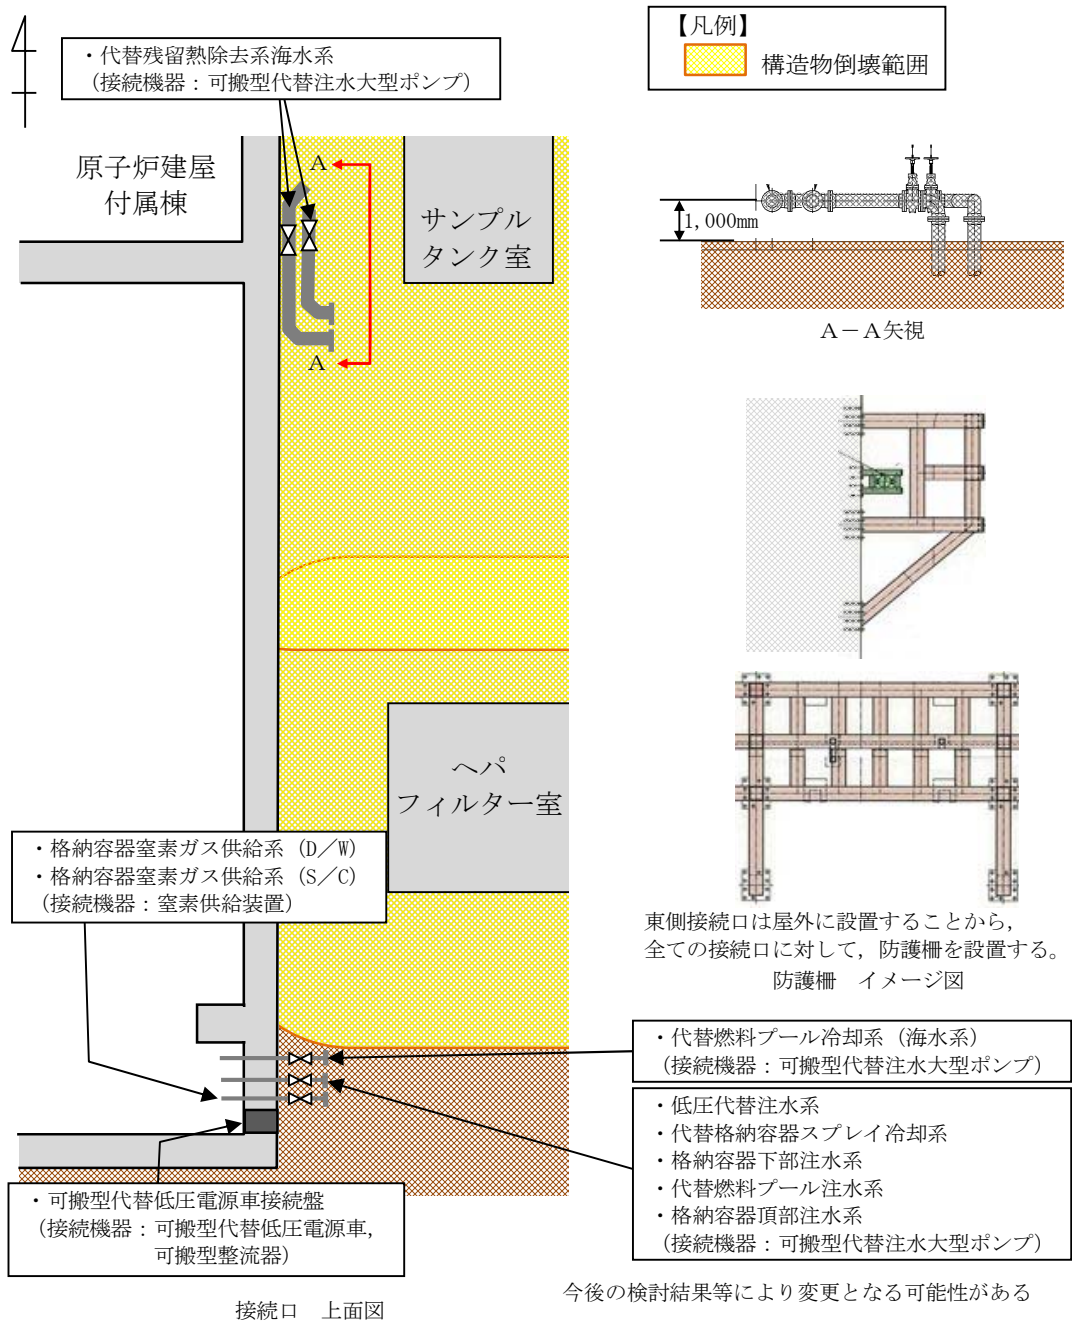 【凡例】
構造物倒壊範囲
・代替残留熱除去系海水系
(接続機器：可搬型代替注水大型ポンプ)
原子炉建屋
付属棟
A
A
サンプル
タンク室
1,000mm
A－A矢視
ヘパ
フィルター室
・格納容器窒素ガス供給系 (D／W)
・格納容器窒素ガス供給系 (S／C)
(接続機器：窒素供給装置)
東側接続口は屋外に設置することから，
全ての接続口に対して，防護柵を設置する。
防護柵　イメージ図
・代替燃料プール冷却系 (海水系)
(接続機器：可搬型代替注水大型ポンプ)
・低圧代替注水系
・代替格納容器スプレイ冷却系
・格納容器下部注水系
・代替燃料プール注水系
・格納容器頂部注水系
(接続機器：可搬型代替注水大型ポンプ)
・可搬型代替低圧電源車接続盤
(接続機器：可搬型代替低圧電源車，
可搬型整流器)
今後の検討結果等により変更となる可能性がある
接続口　上面図